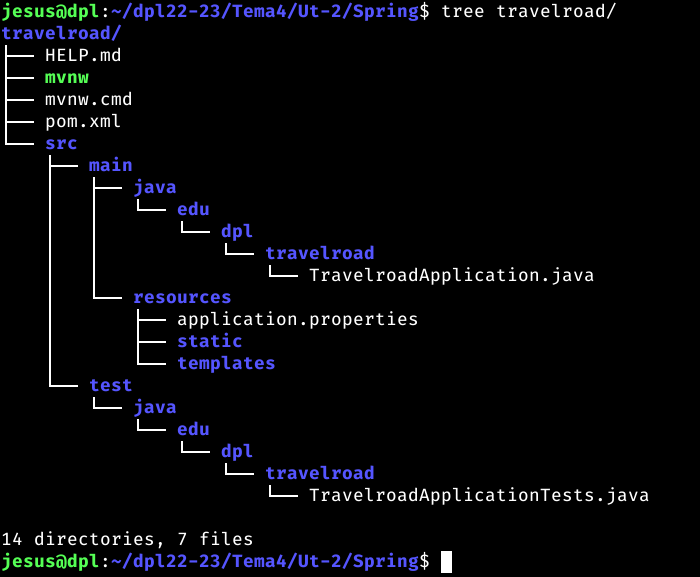 jesus@dpl:~/dpl22-23/Tema4/Ut-2/Spring$ tree travelroad/
travelroad/
├── HELP.md
├── mvnw
├── mvnw.cmd
├── pom.xml
└── src
    ├── main
    │   ├── java
    │   │   └── edu
    │   │       └── dpl
    │   │           └── travelroad
    │   │               └── TravelroadApplication.java
    │   └── resources
    │       ├── application.properties
    │       ├── static
    │       └── templates
    └── test
        └── java
            └── edu
                └── dpl
                    └── travelroad
                        └── TravelroadApplicationTests.java

14 directories, 7 files
jesus@dpl:~/dpl22-23/Tema4/Ut-2/Spring$